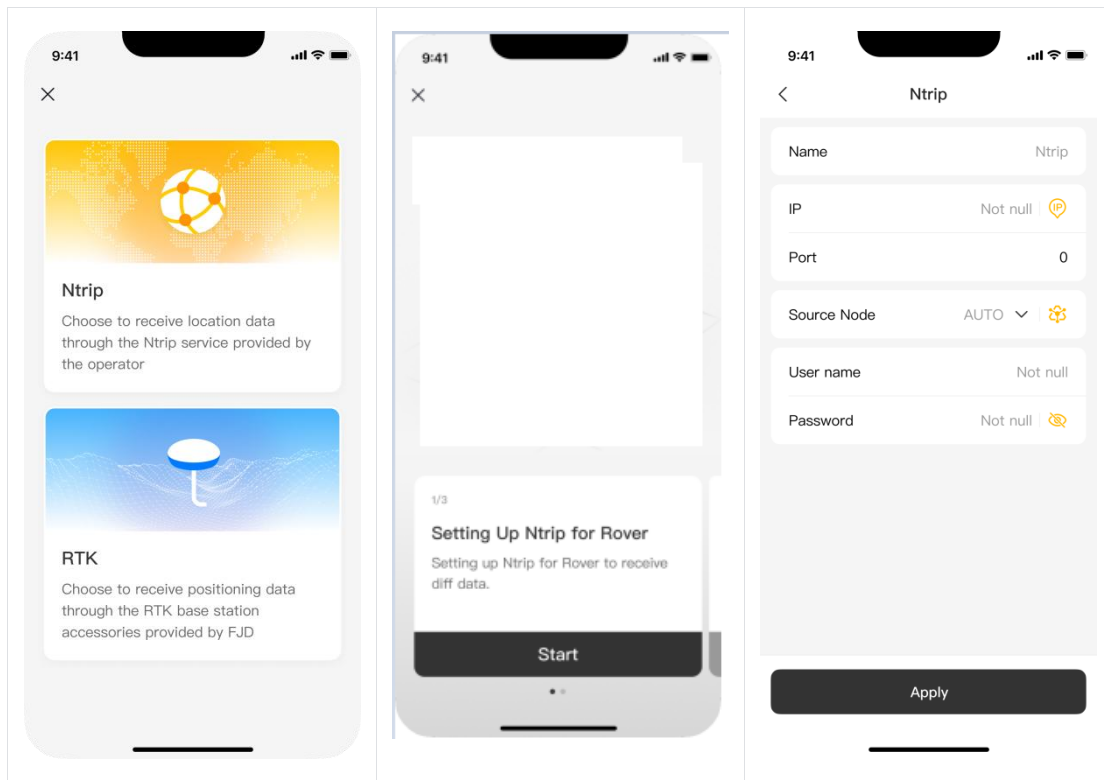 9:41
Ntrip
Choose to receive location data
through the Ntrip service provided by
the operator
RTK
Choose to receive positioning data
through the RTK base station
accessories provided by FJD
9:41
1/3
Setting Up Ntrip for Rover
Setting up Ntrip for Rover to receive
diff data.
Start
9:41
Ntrip
Name Ntrip
IP Not null IP
Port 0
Source Node AUTO
User name Not null
Password Not null
Apply